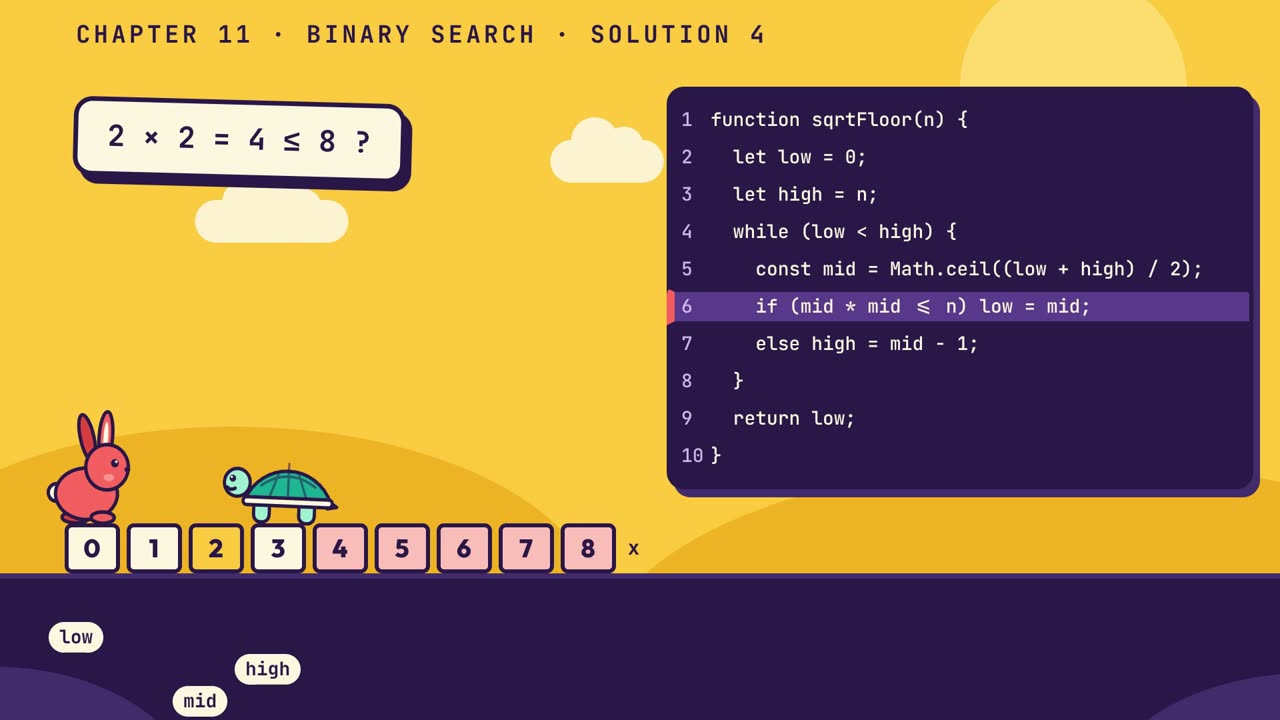 CHAPTER 11 · BINARY SEARCH · SOLUTION 4
2 × 2 = 4 ≤ 8 ?
1 function sqrtFloor(n) {
2 let low = 0;
3 let high = n;
4 while (low < high) {
5 const mid = Math.ceil((low + high) / 2);
6 if (mid * mid ≤ n) low = mid;
7 else high = mid - 1;
8 }
9 return low;
10 }
0 1 2 3 4 5 6 7 8 x
low
high
mid